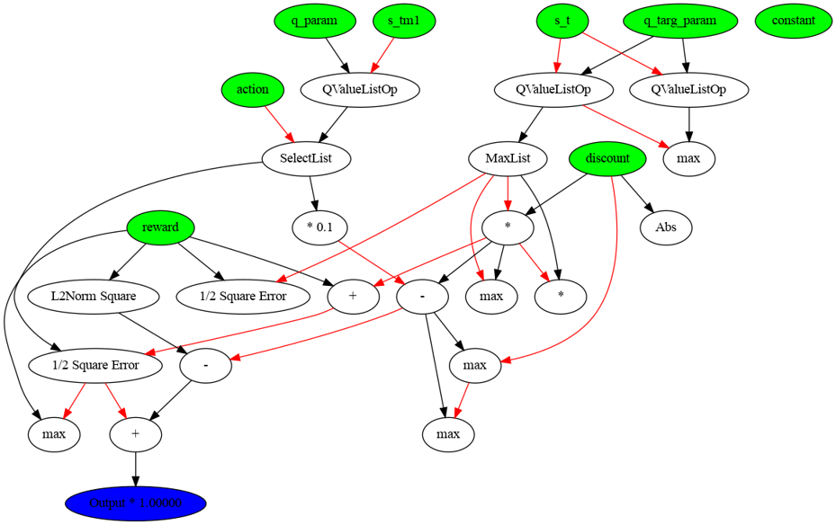 q_param
s_tm1
s_t
q_targ_param
constant
action
QValueListOp
QValueListOp
QValueListOp
SelectList
MaxList
discount
max
reward
* 0.1
*
Abs
L2Norm Square
1/2 Square Error
+
-
max
*
1/2 Square Error
-
max
max
+
max
Output * 1.00000